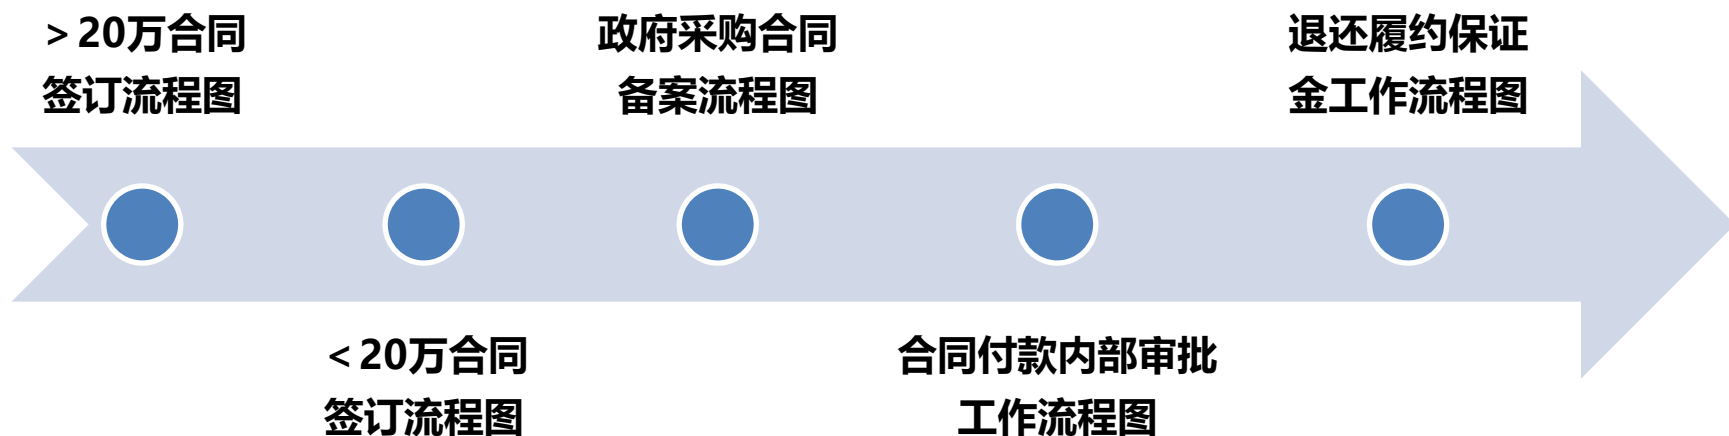 ＞20万合同
签订流程图
＜20万合同
签订流程图
政府采购合同
备案流程图
合同付款内部审批
工作流程图
退还履约保证
金工作流程图